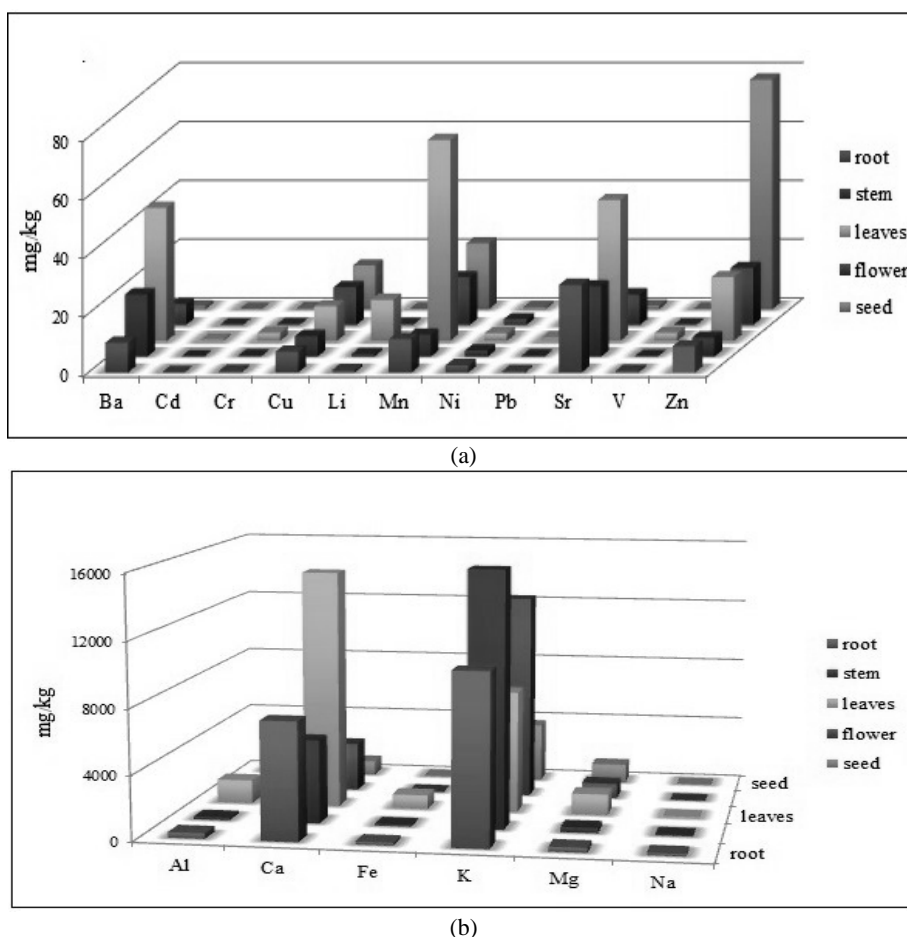 80
60
40
20
0
mg/kg
Ba Cd Cr Cu Li Mn Ni Pb Sr V Zn
root
stem
leaves
flower
seed
(a)
16000
12000
8000
4000
0
mg/kg
Al Ca Fe K Mg Na
seed
leaves
root
root
stem
leaves
flower
seed
(b)